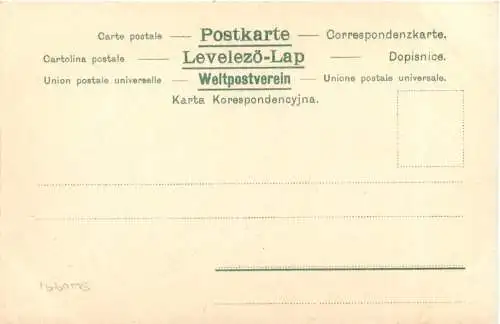 Carte postale — Postkarte — Correspondenzkarte.
Cartolina postale — Levelező-Lap — Dopisnice.
Union postale universelle — Weltpostverein — Unione postale universale.
Karta Korespondencyjna.